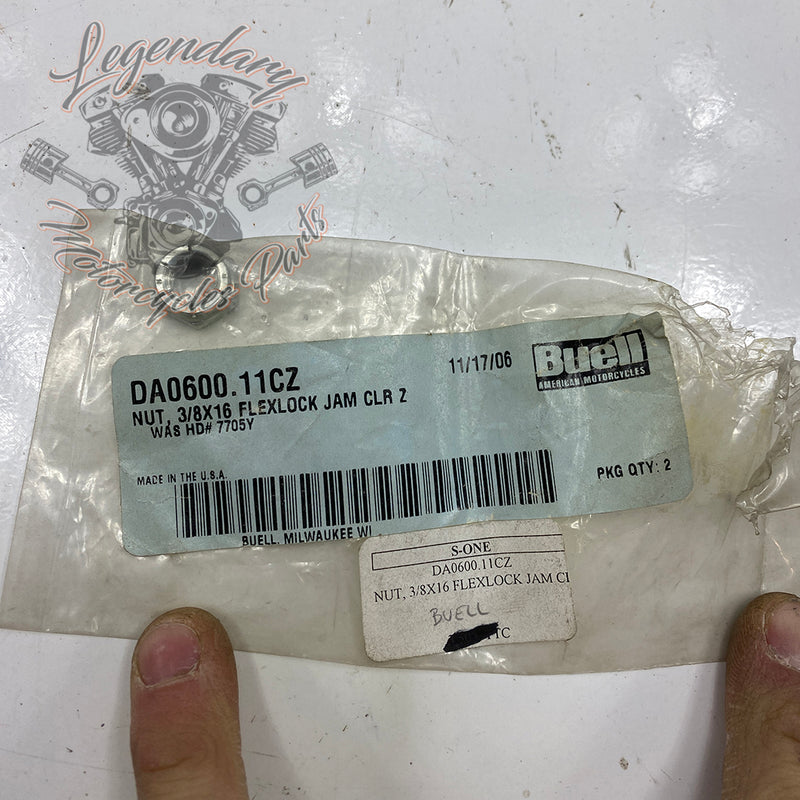 Legendary
Motorcycles Parts
11/17/06
Buell
AMERICAN MOTORCYCLES
DA0600.11CZ
NUT, 3/8X16 FLEXLOCK JAM CLR Z
WAS HD# 7705Y
MADE IN THE U.S.A.
PKG QTY: 2
BUELL, MILWAUKEE WI
S-ONE
DA0600.11CZ
NUT, 3/8X16 FLEXLOCK JAM CL
BUELL
TC